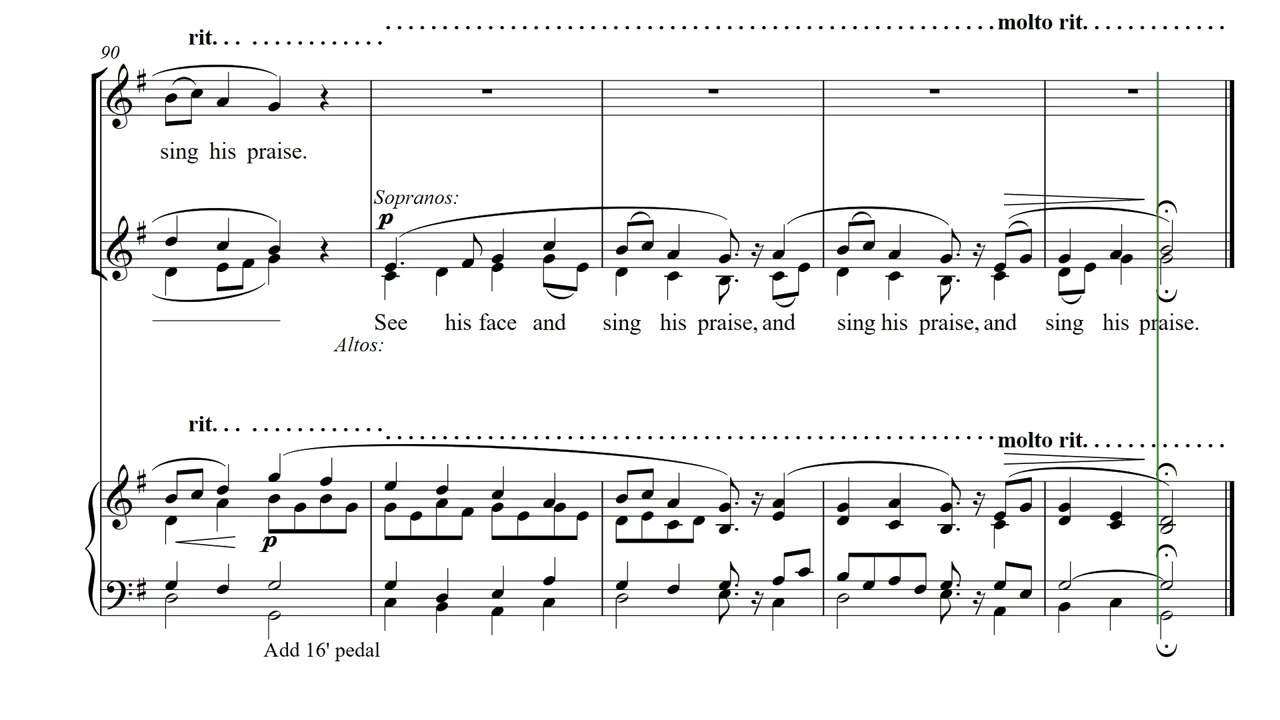 rit. . . . . . . . . . . . . . . . . . . . . . . . . . . . . . molto rit. . . . . . . . . . . . .
90
sing his praise.
Sopranos:
p
See his face and sing his praise, and sing his praise, and sing his praise.
Altos:
rit. . . . . . . . . . . . . . . . . . . . . . . . . . . . . . molto rit. . . . . . . . . . . . .
p
Add 16' pedal